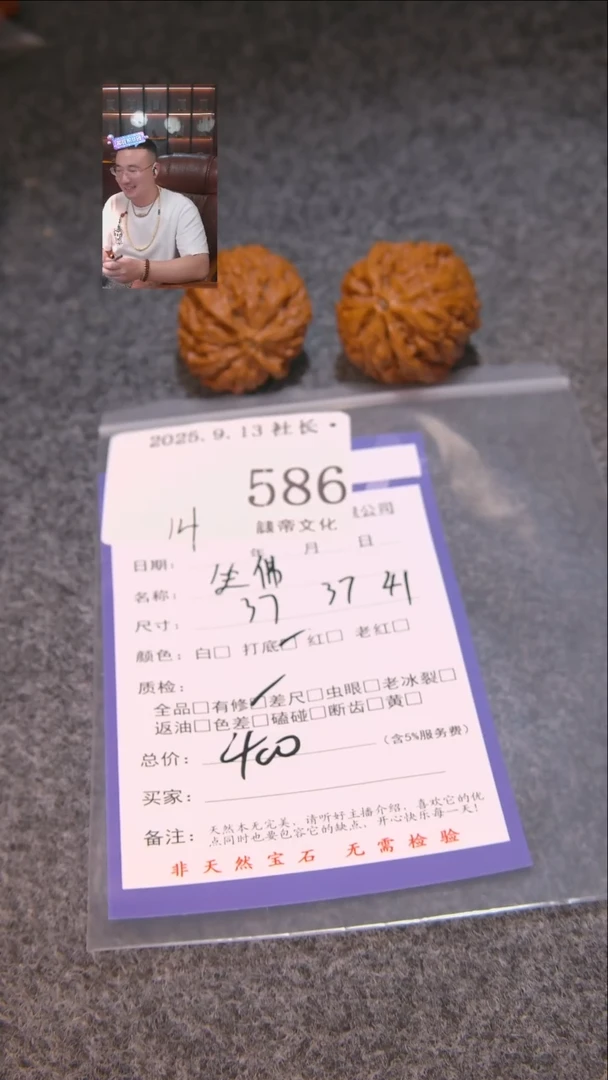 2025.9.13 社长·
586
14
公司
年 月 日
日期：
名称： 生佛
尺寸： 37 37 41
颜色：白□ 打底☑ 红□ 老红□
质检：
全品□有修☑差尺□虫眼□老冰裂□
返油□色差□磕碰□断齿□黄□
总价： 400 (含5%服务费)
买家：
备注：天然本无完美，请听好主播介绍，喜欢它的优
点同时也要包容它的缺点，开心快乐每一天！
非天然宝石 无需检验